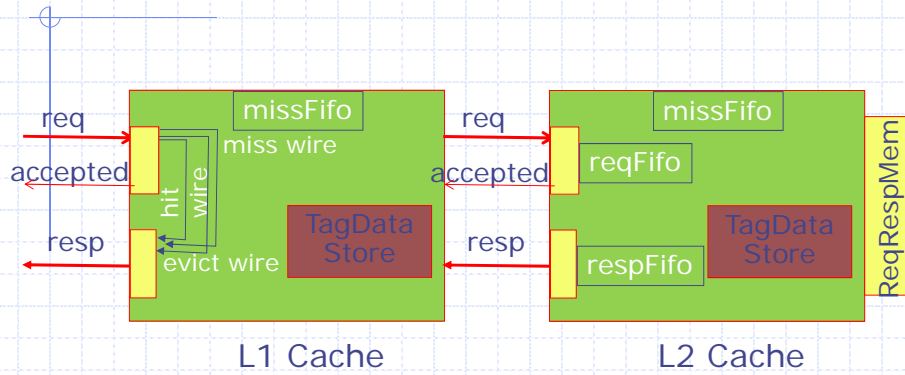 missFifo
missFifo
req
req
miss wire
reqFifo
accepted
accepted
hit
wire
TagData
Store
TagData
Store
resp
resp
evict wire
respFifo
ReqRespMem
L1 Cache
L2 Cache